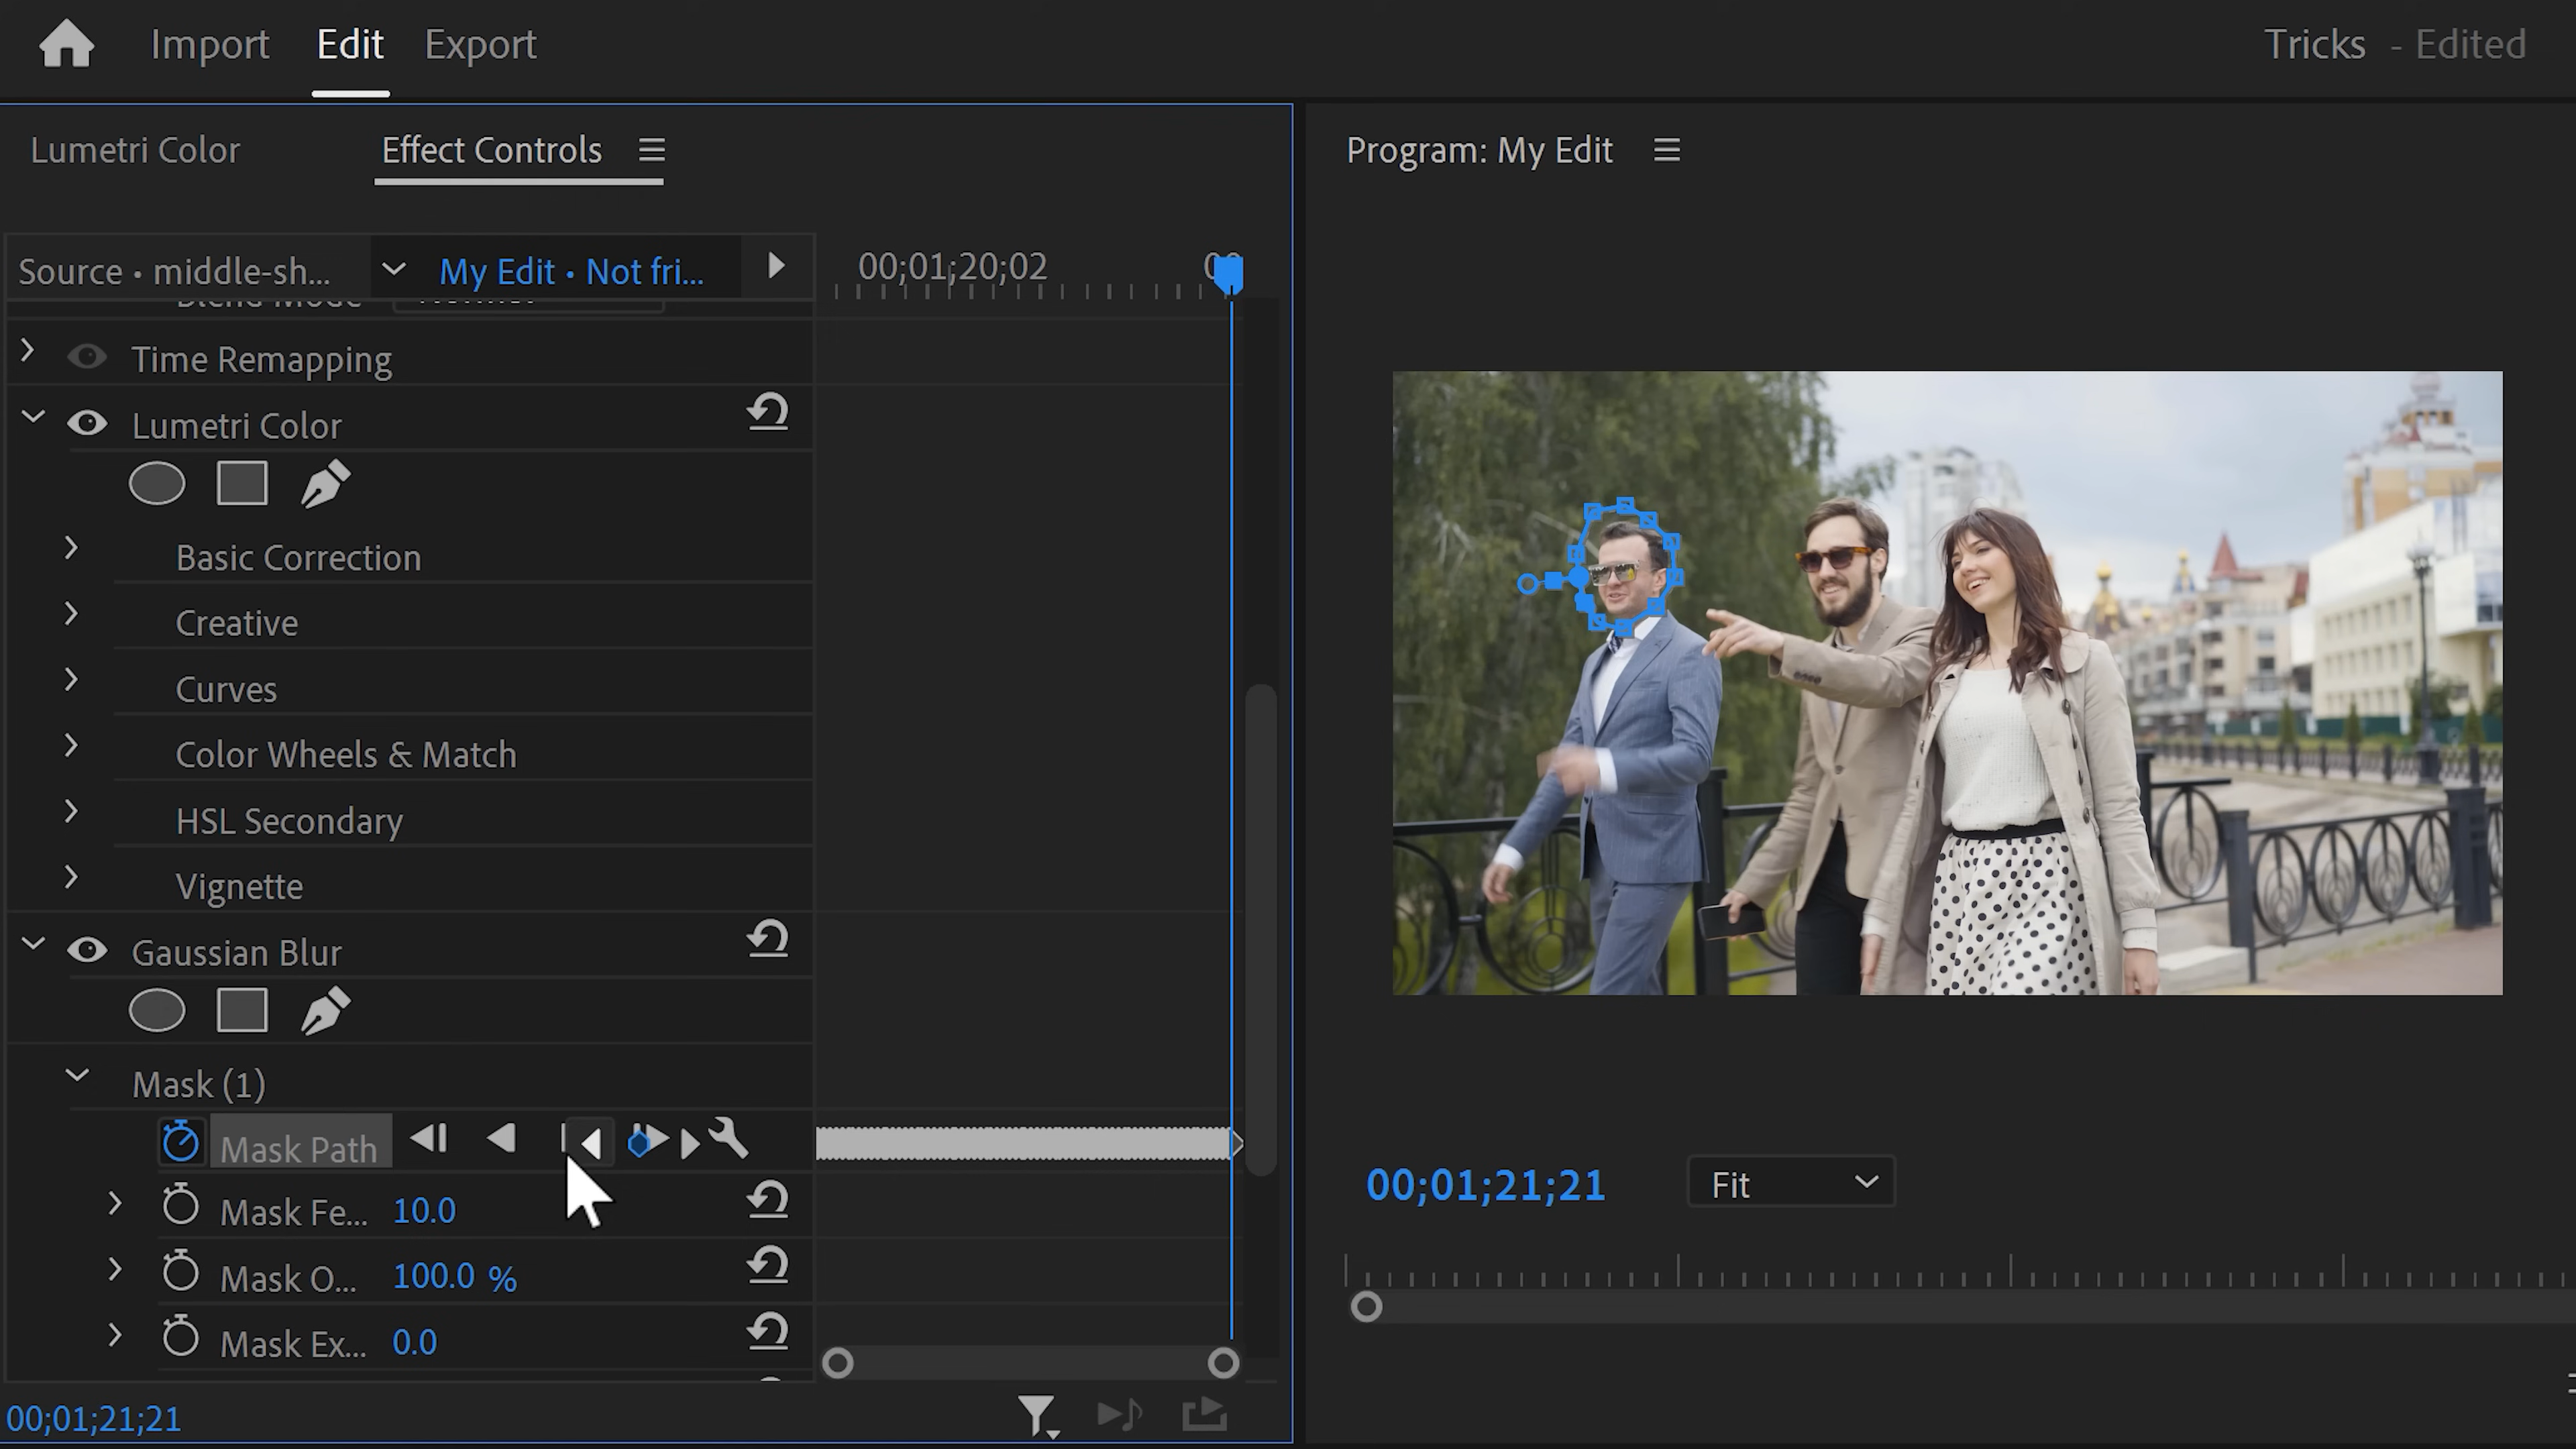 Import Edit Export
Tricks - Edited
Lumetri Color Effect Controls
Program: My Edit
Source • middle-sh... My Edit • Not fri...
00;01;20;02
Time Remapping
Lumetri Color
Basic Correction
Creative
Curves
Color Wheels & Match
HSL Secondary
Vignette
Gaussian Blur
Mask (1)
Mask Path
Mask Fe... 10.0
Mask O... 100.0 %
Mask Ex... 0.0
00;01;21;21
00;01;21;21 Fit